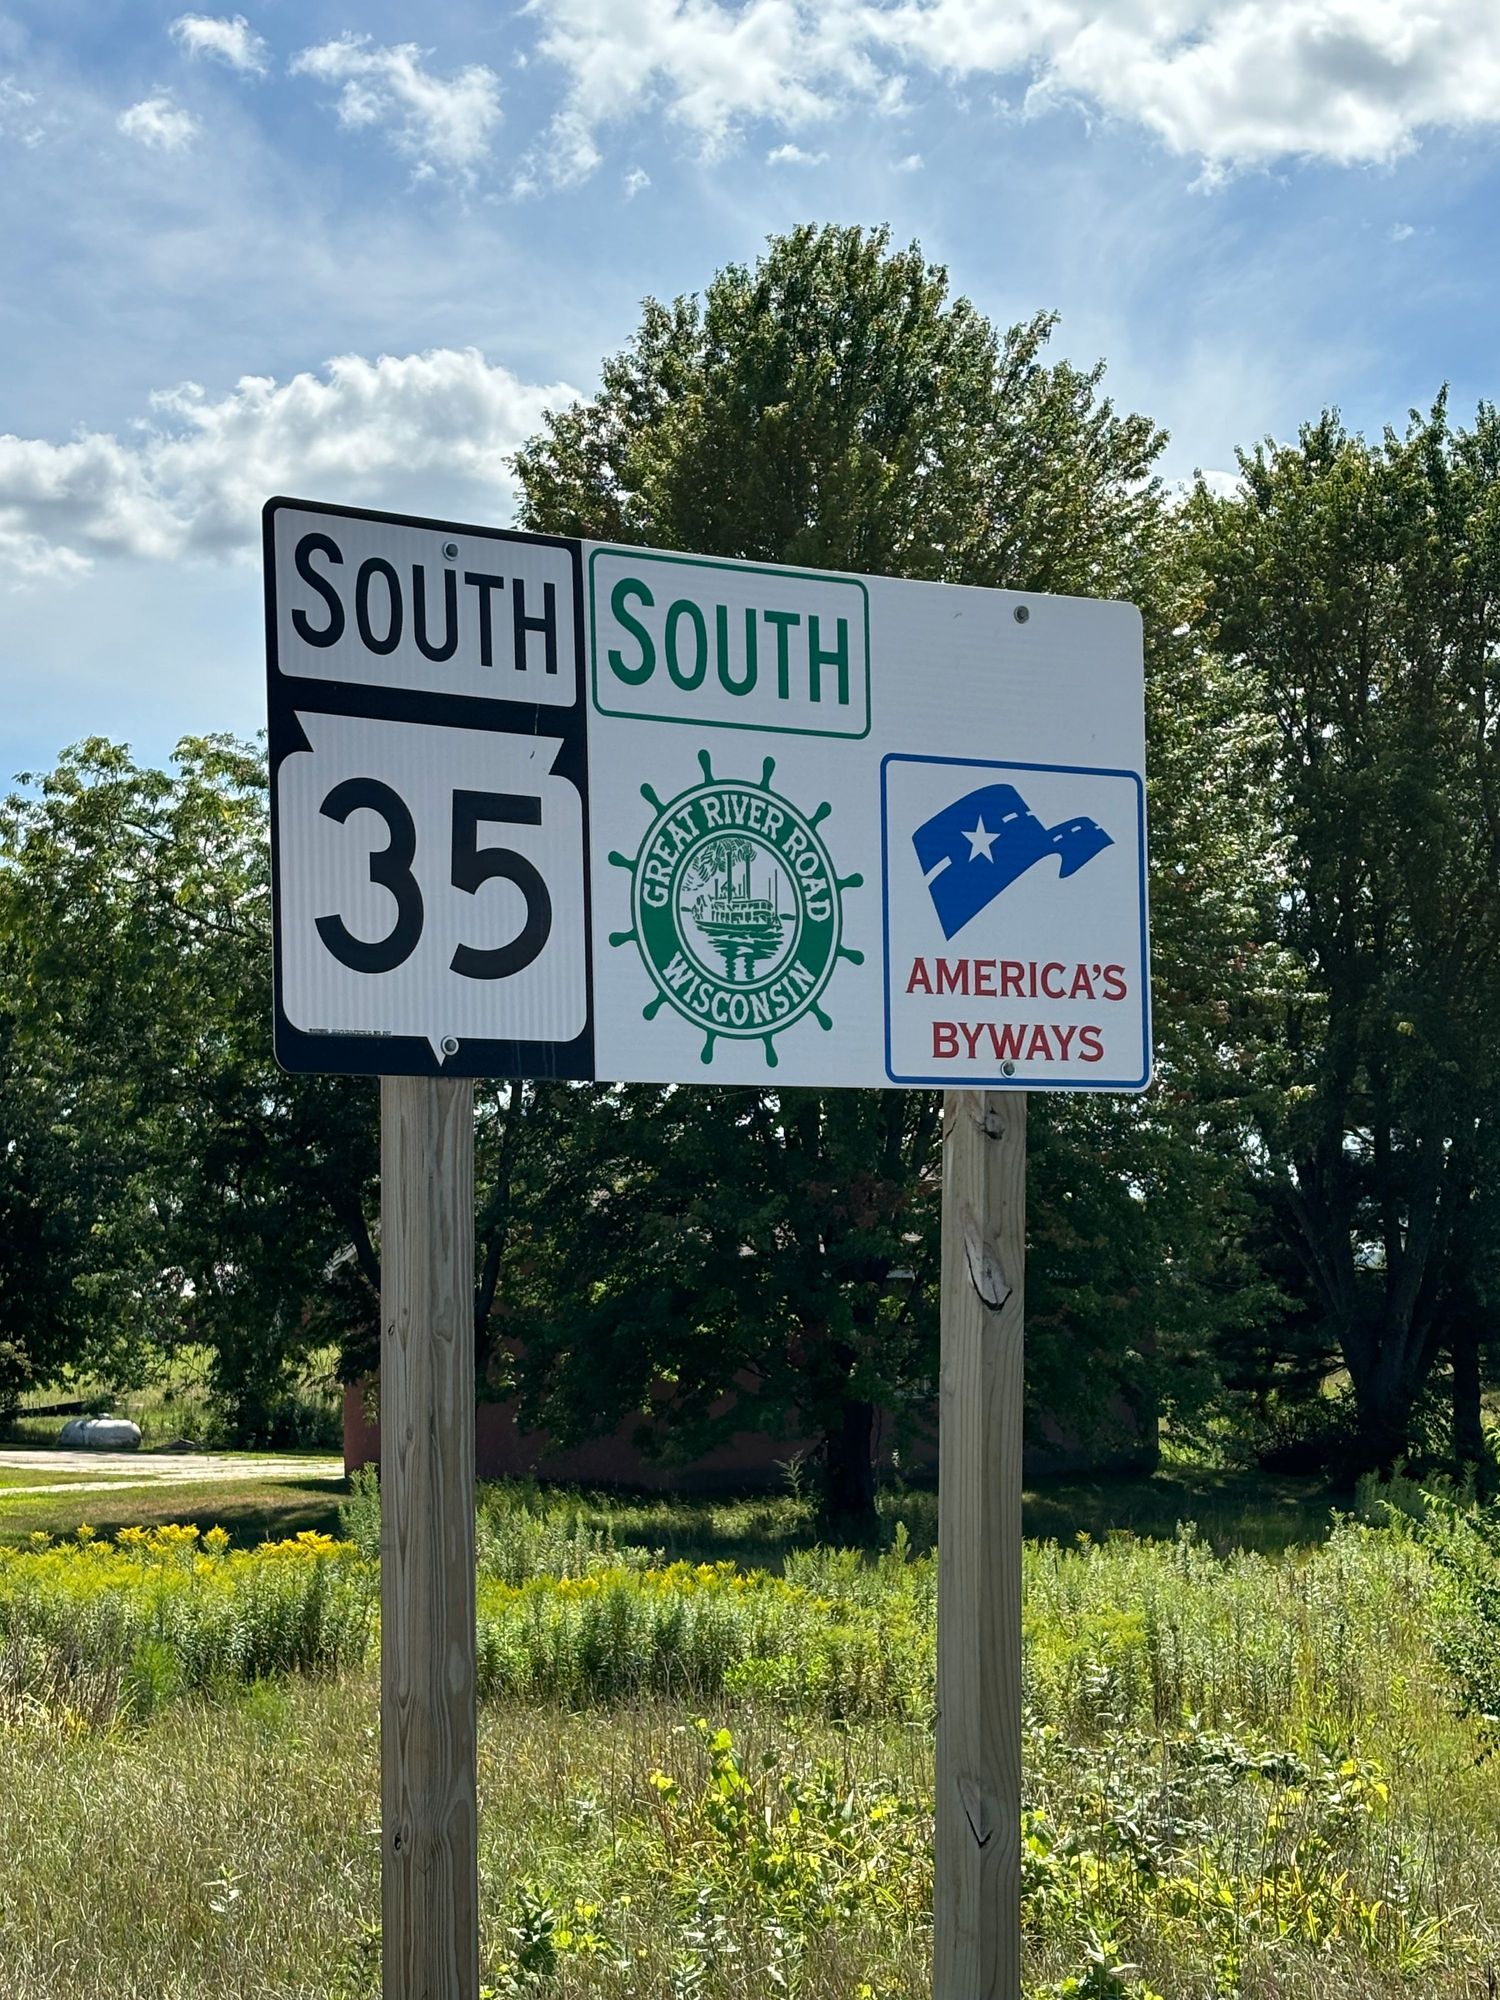 SOUTH
35
SOUTH
GREAT RIVER ROAD
WISCONSIN
AMERICA'S
BYWAYS